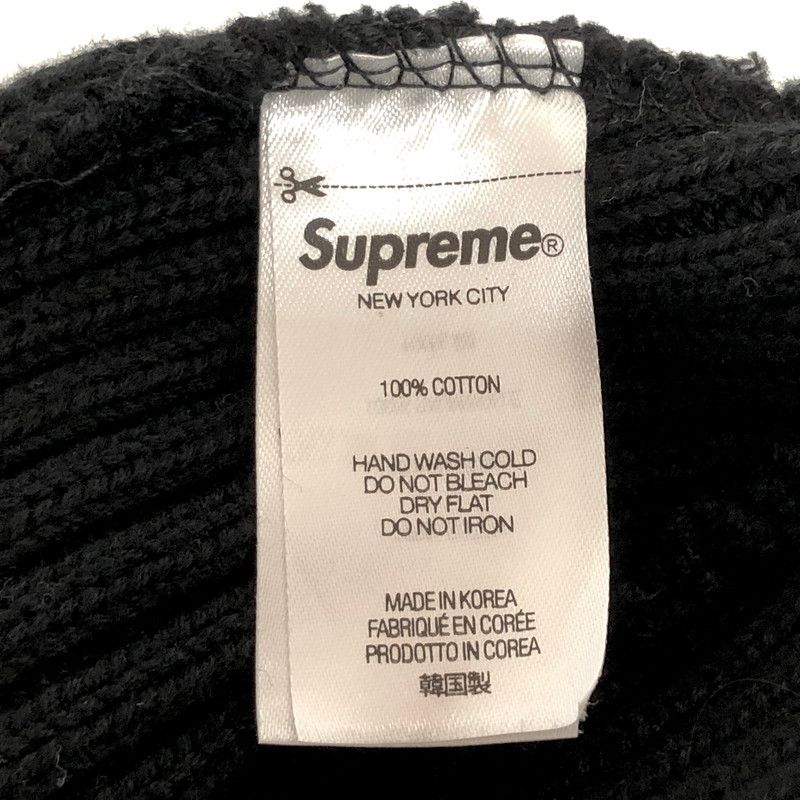 Supreme®
NEW YORK CITY
100% COTTON
HAND WASH COLD
DO NOT BLEACH
DRY FLAT
DO NOT IRON
MADE IN KOREA
FABRIQUÉ EN CORÉE
PRODOTTO IN COREA
韓国製